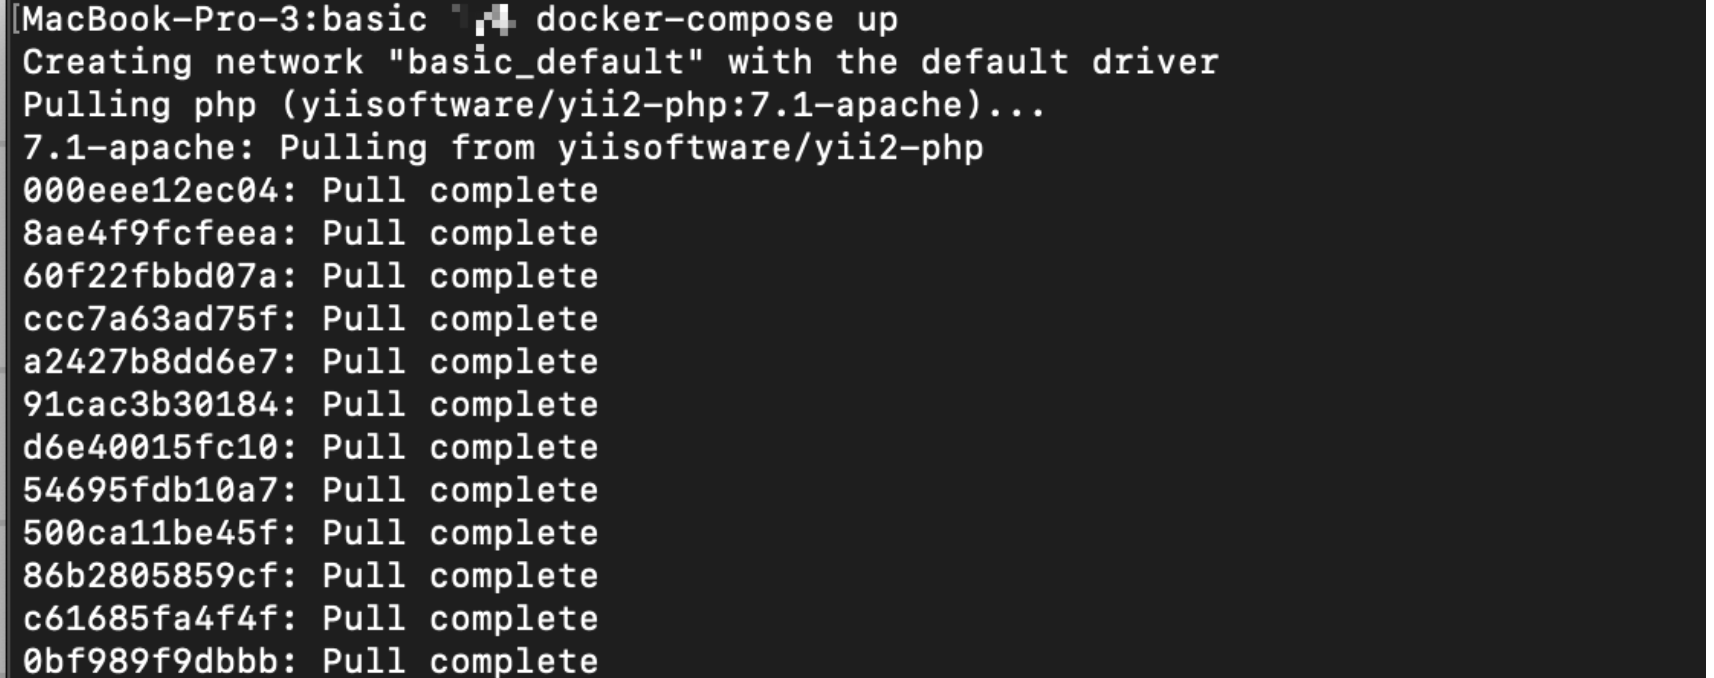 [MacBook-Pro-3:basic docker-compose up
Creating network "basic_default" with the default driver
Pulling php (yiisoftware/yii2-php:7.1-apache)...
7.1-apache: Pulling from yiisoftware/yii2-php
000eee12ec04: Pull complete
8ae4f9fcfeea: Pull complete
60f22fbbd07a: Pull complete
ccc7a63ad75f: Pull complete
a2427b8dd6e7: Pull complete
91cac3b30184: Pull complete
d6e40015fc10: Pull complete
54695fdb10a7: Pull complete
500ca11be45f: Pull complete
86b2805859cf: Pull complete
c61685fa4f4f: Pull complete
0bf989f9dbbb: Pull complete